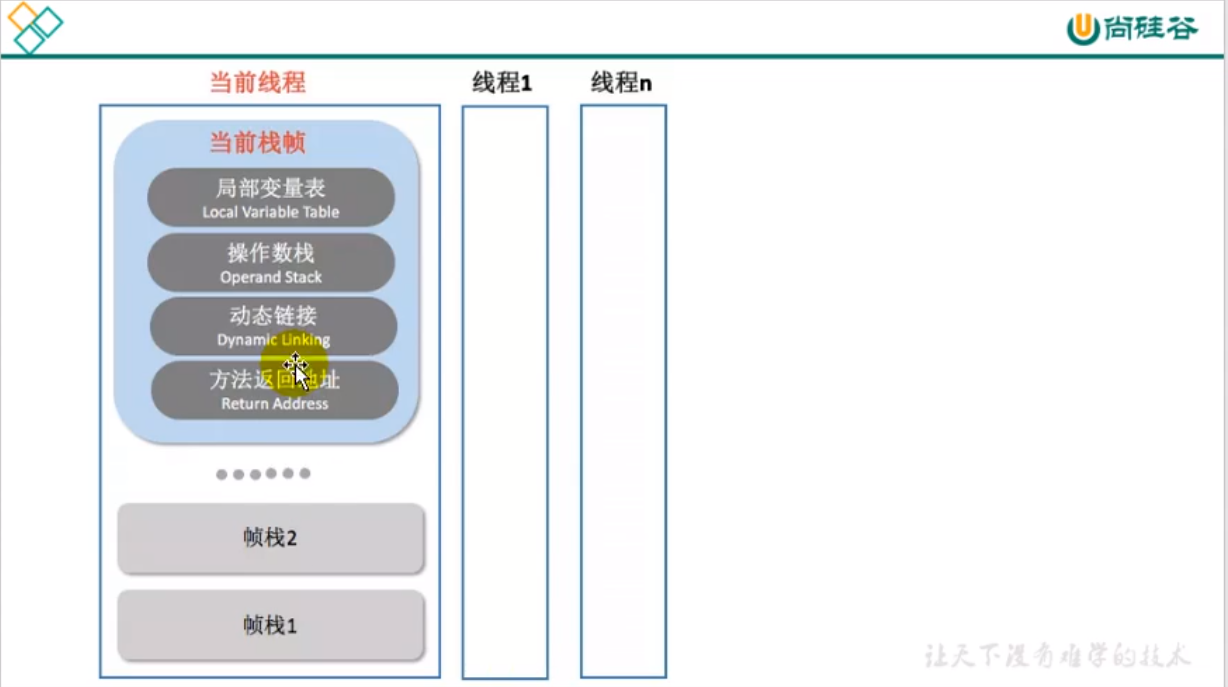 尚硅谷
当前线程
线程1
线程n
当前栈帧
局部变量表
Local Variable Table
操作数栈
Operand Stack
动态链接
Dynamic Linking
方法返回地址
Return Address
帧栈2
帧栈1
让天下没有难学的技术